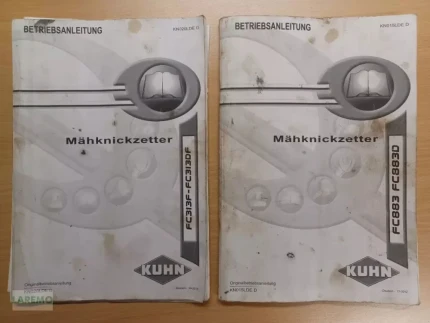 BETRIEBSANLEITUNG
Mähknickzetter
FC313F-FC313DF
KUHN
LAREMO
BETRIEBSANLEITUNG
Mähknickzetter
FC883 FC883D
KUHN